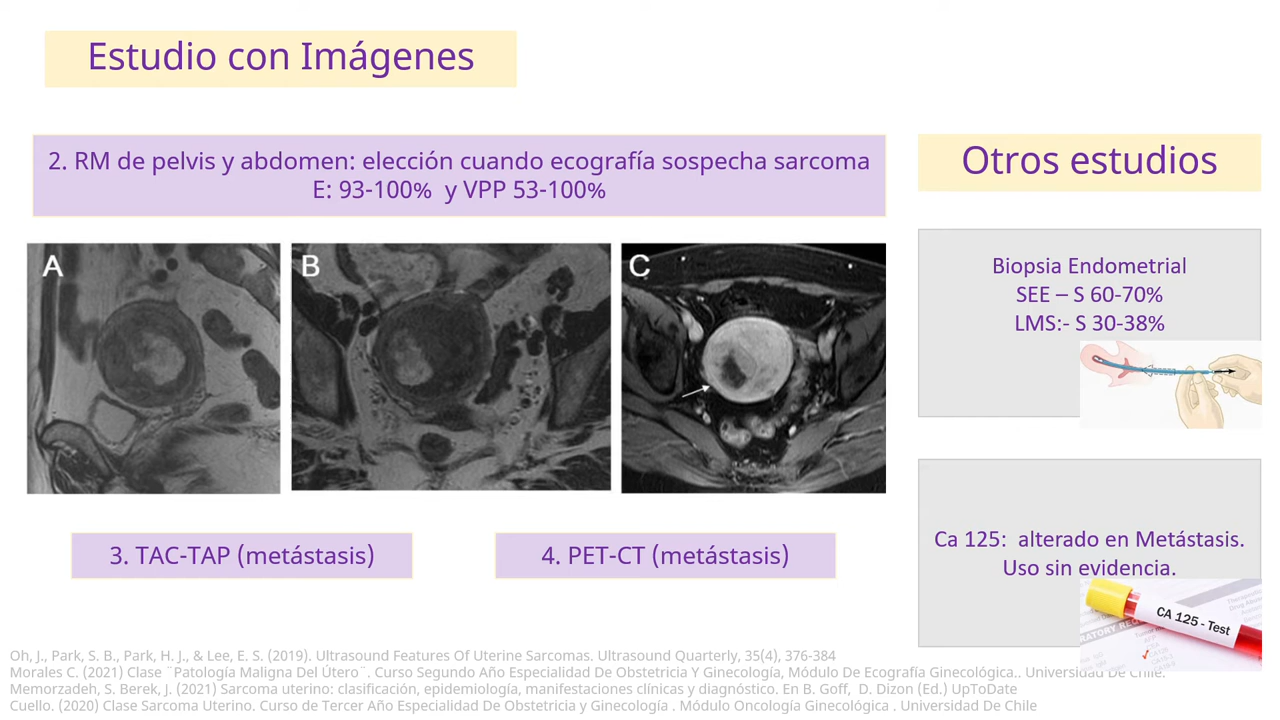 Estudio con Imágenes
2. RM de pelvis y abdomen: elección cuando ecografía sospecha sarcoma
E: 93-100%  y VPP 53-100%
A
B
C
3. TAC-TAP (metástasis)
4. PET-CT (metástasis)
Otros estudios
Biopsia Endometrial
SEE – S 60-70%
LMS:- S 30-38%
Ca 125:  alterado en Metástasis.
Uso sin evidencia.
CA 125 - Test
Oh, J., Park, S. B., Park, H. J., & Lee, E. S. (2019). Ultrasound Features Of Uterine Sarcomas. Ultrasound Quarterly, 35(4), 376-384
Morales C. (2021) Clase ¨Patología Maligna Del Útero¨. Curso Segundo Año Especialidad De Obstetricia Y Ginecología, Módulo De Ecografía Ginecológica.. Universidad De Chile.
Memorzadeh, S. Berek, J. (2021) Sarcoma uterino: clasificación, epidemiología, manifestaciones clínicas y diagnóstico. En B. Goff,  D. Dizon (Ed.) UpToDate
Cuello. (2020) Clase Sarcoma Uterino. Curso de Tercer Año Especialidad De Obstetricia y Ginecología . Módulo Oncología Ginecológica . Universidad De Chile